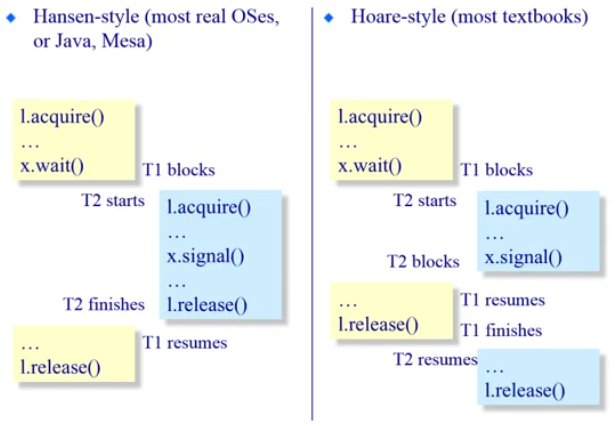 Hansen-style (most real OSes,
or Java, Mesa)
l.acquire()
…
x.wait()
T1 blocks
T2 starts
l.acquire()
…
x.signal()
…
l.release()
T2 finishes
…
l.release()
T1 resumes
Hoare-style (most textbooks)
l.acquire()
…
x.wait()
T1 blocks
T2 starts
l.acquire()
…
x.signal()
T2 blocks
…
l.release()
T1 resumes
T1 finishes
T2 resumes
…
l.release()